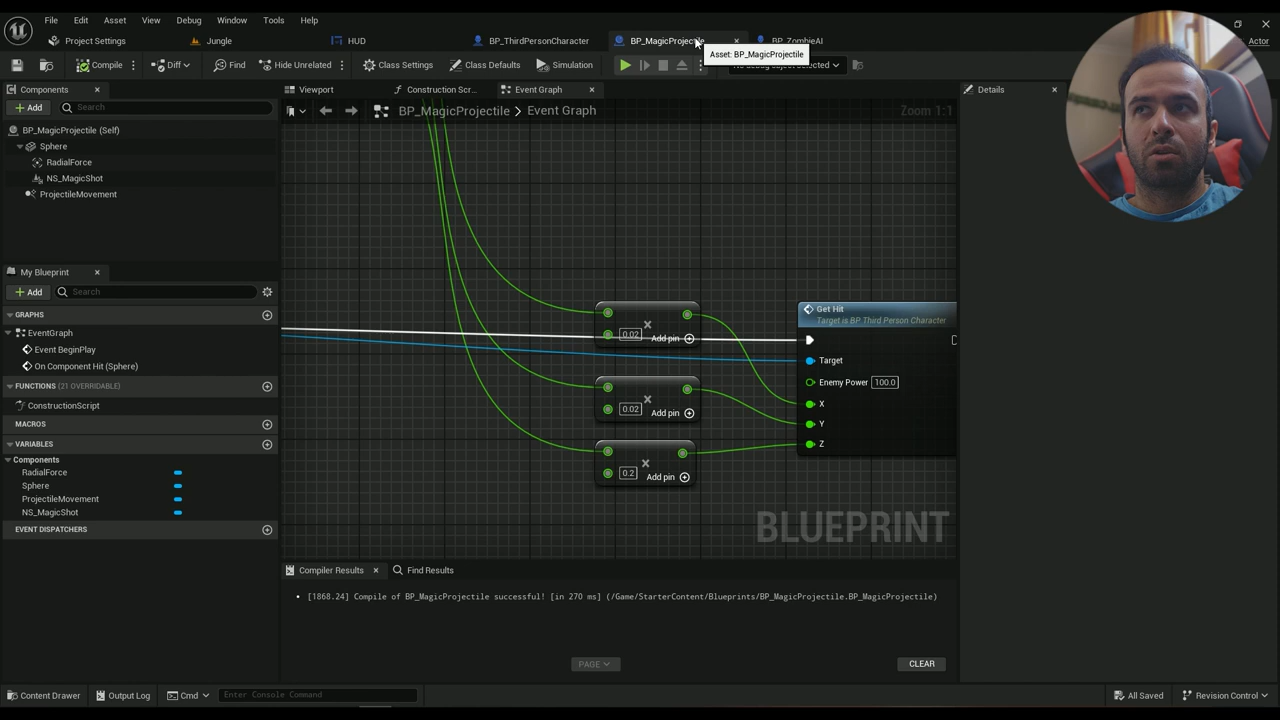 File Edit Asset View Debug Window Tools Help
Project Settings Jungle HUD BP_ThirdPersonCharacter BP_MagicProjectile BP_ZombieAI Actor
Asset: BP_MagicProjectile
Compile Diff Find Hide Unrelated Class Settings Class Defaults Simulation
Components Viewport Construction Scr... Event Graph Details
Add Search BP_MagicProjectile > Event Graph Zoom 1:1
BP_MagicProjectile (Self)
Sphere
RadialForce
NS_MagicShot
ProjectileMovement
My Blueprint
Add Search
GRAPHS
EventGraph
Event BeginPlay
On Component Hit (Sphere)
FUNCTIONS (21 OVERRIDABLE)
ConstructionScript
MACROS
VARIABLES
Components
RadialForce
Sphere
ProjectileMovement
NS_MagicShot
EVENT DISPATCHERS
0.02 Add pin
0.02 Add pin
0.2 Add pin
Get Hit
Target is BP Third Person Character
Target
Enemy Power 100.0
X
Y
Z
BLUEPRINT
Compiler Results Find Results
[1868.24] Compile of BP_MagicProjectile successful! [in 270 ms] (/Game/StarterContent/Blueprints/BP_MagicProjectile.BP_MagicProjectile)
PAGE CLEAR
Content Drawer Output Log Cmd Enter Console Command All Saved Revision Control